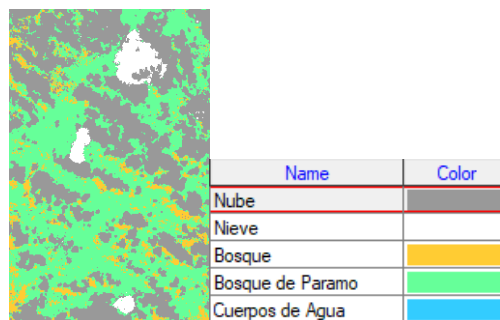 Name Color
Nube
Nieve
Bosque
Bosque de Paramo
Cuerpos de Agua